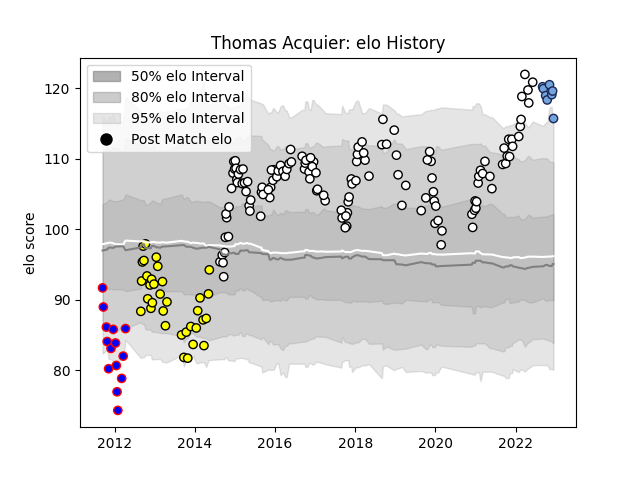 Thomas Acquier: elo History
50% elo Interval
80% elo Interval
95% elo Interval
Post Match elo
elo score
120
110
100
90
80
2012 2014 2016 2018 2020 2022